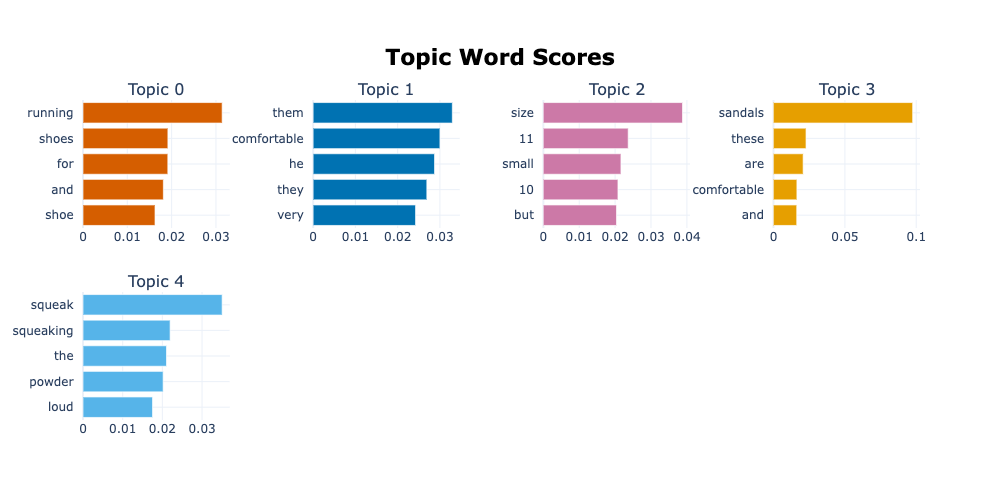 Topic Word Scores
Topic 0
running
shoes
for
and
shoe
0 0.01 0.02 0.03
Topic 1
them
comfortable
he
they
very
0 0.01 0.02 0.03
Topic 2
size
11
small
10
but
0 0.01 0.02 0.03 0.04
Topic 3
sandals
these
are
comfortable
and
0 0.05 0.1
Topic 4
squeak
squeaking
the
powder
loud
0 0.01 0.02 0.03